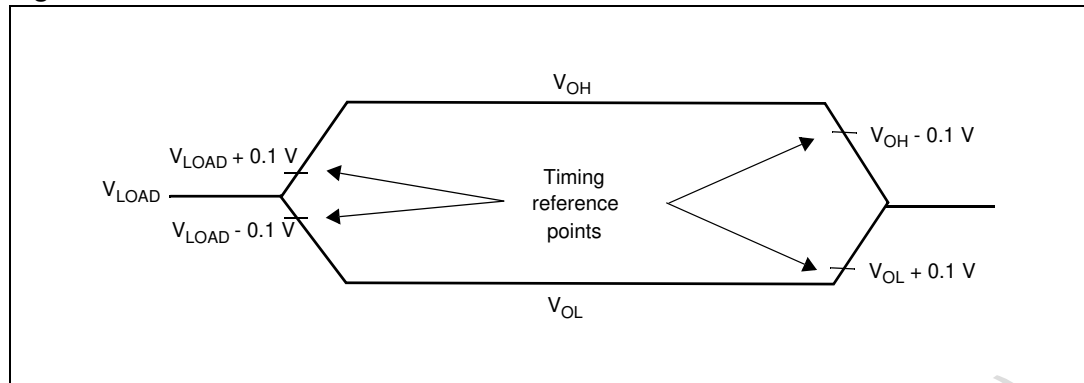 V_OH
V_LOAD + 0.1 V
V_OH - 0.1 V
V_LOAD
Timing
reference
points
V_LOAD - 0.1 V
V_OL + 0.1 V
V_OL